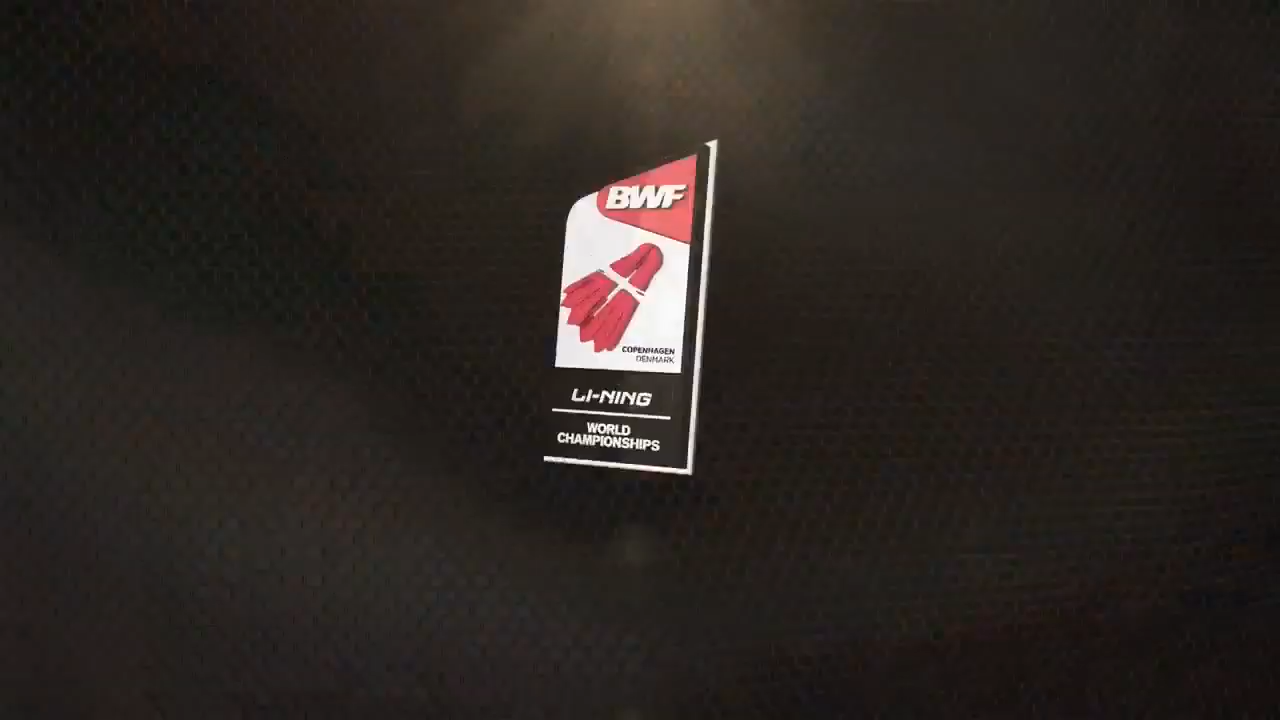 BWF
COPENHAGEN
DENMARK
LI-NING
WORLD
CHAMPIONSHIPS